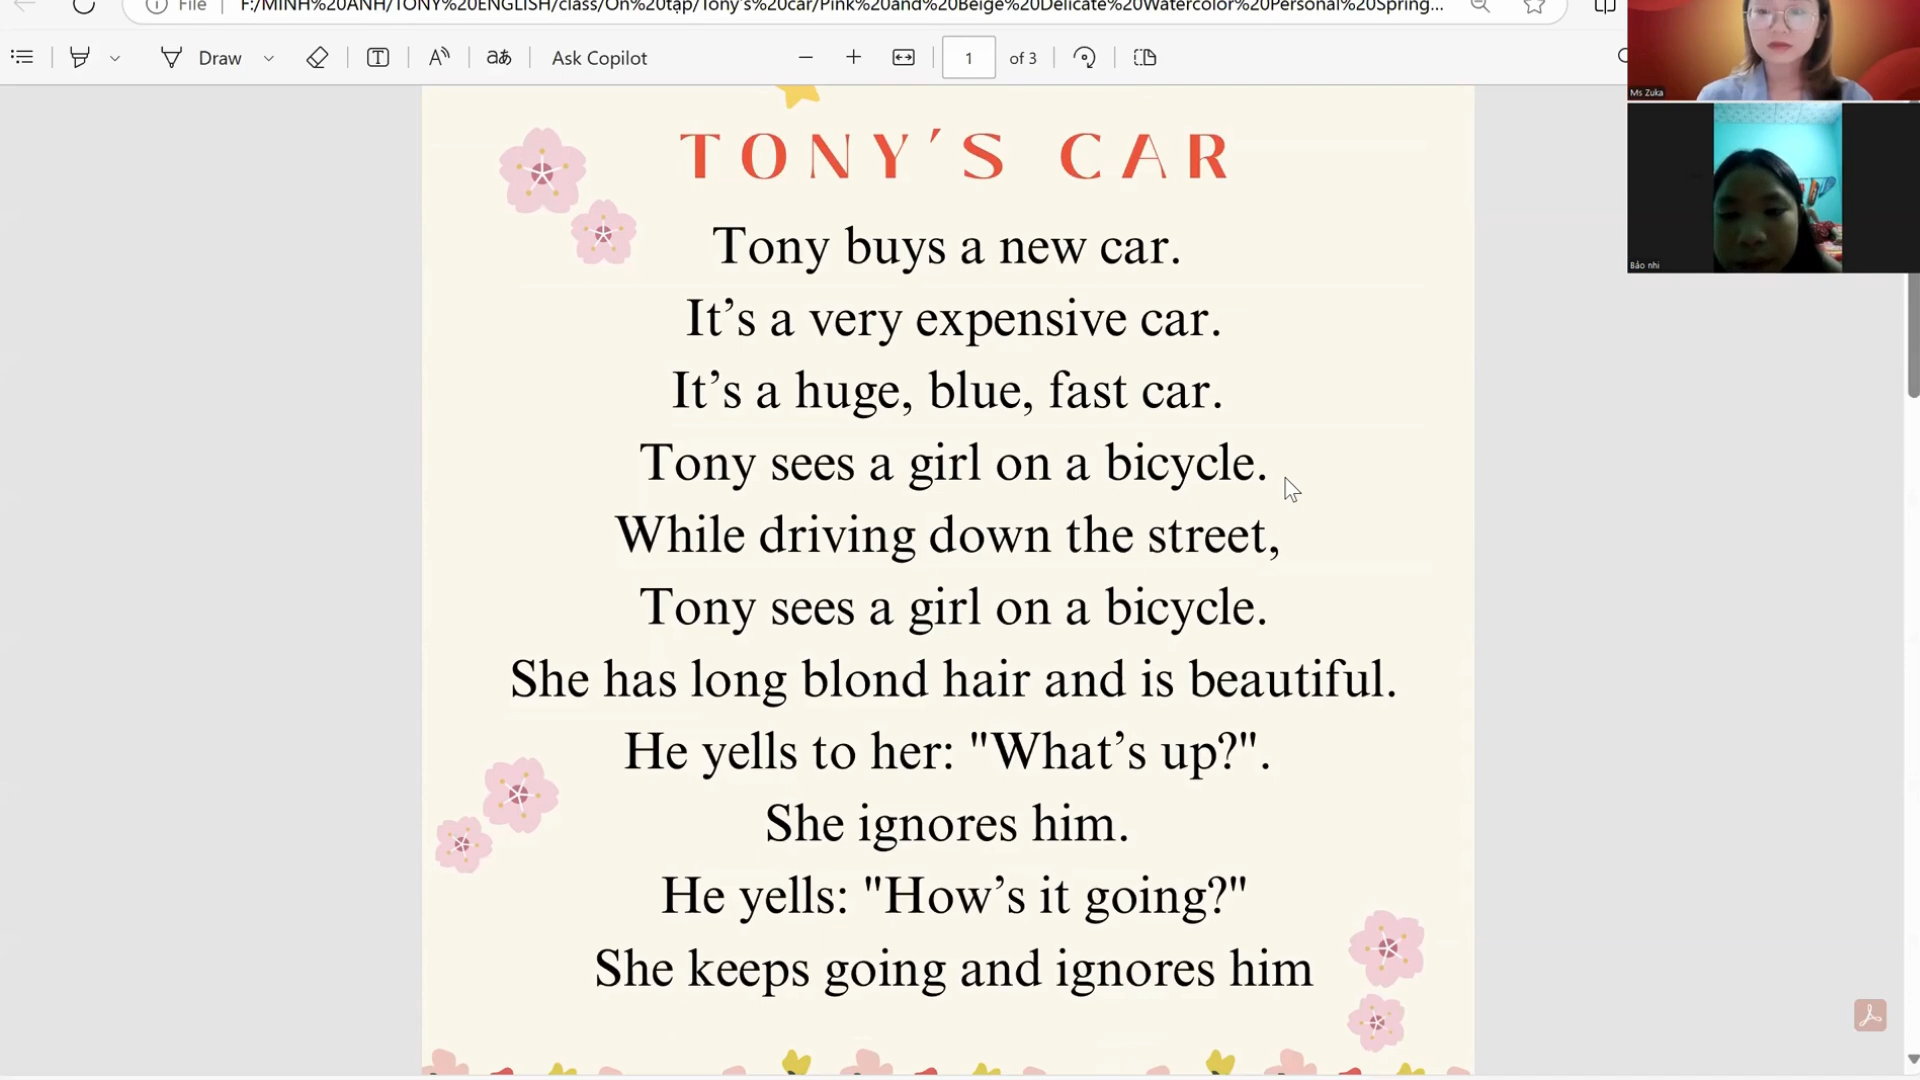 File
F:/MINH%20ANH/TONY%20ENGLISH/class/On%20tạp/Tony's%20car/Pink%20and%20Beige%20Delicate%20Watercolor%20Personal%20Spring...
Draw
Ask Copilot
1 of 3
Ms Zuka
Bảo nhi
TONY'S CAR
Tony buys a new car.
It's a very expensive car.
It's a huge, blue, fast car.
Tony sees a girl on a bicycle.
While driving down the street,
Tony sees a girl on a bicycle.
She has long blond hair and is beautiful.
He yells to her: "What's up?".
She ignores him.
He yells: "How's it going?"
She keeps going and ignores him